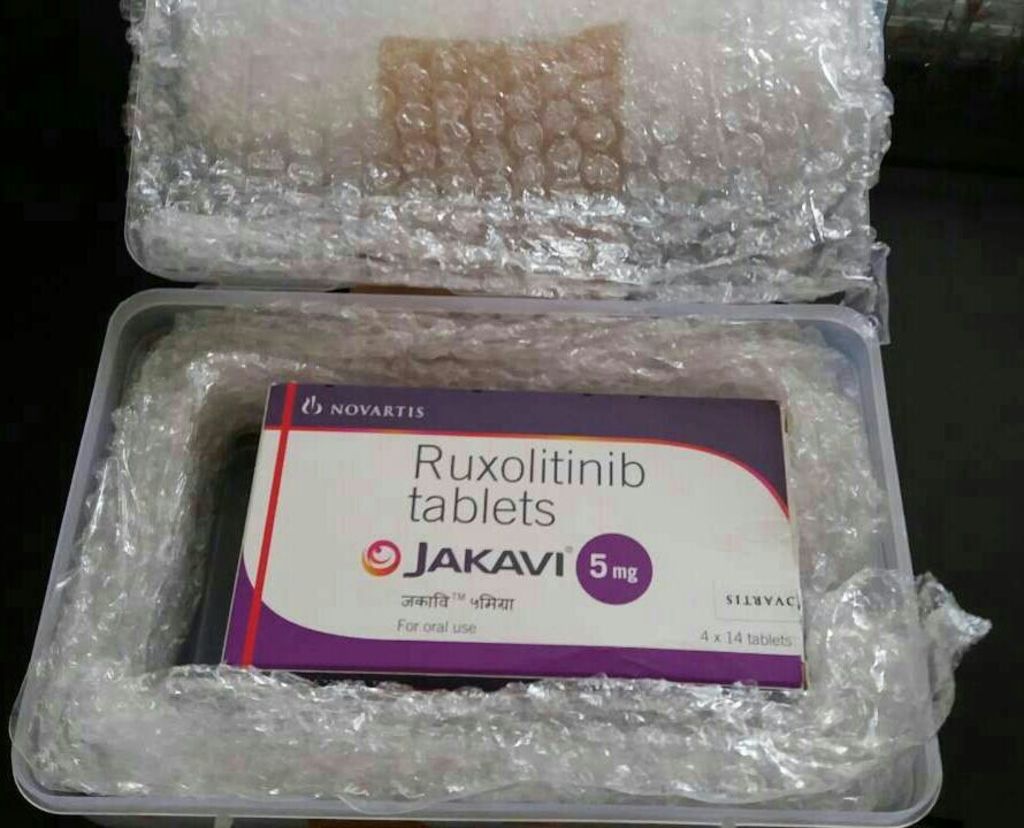 NOVARTIS
Ruxolitinib
tablets
JAKAVI® 5 mg
जकावि™ ५मिग्रा
For oral use
4 x 14 tablets